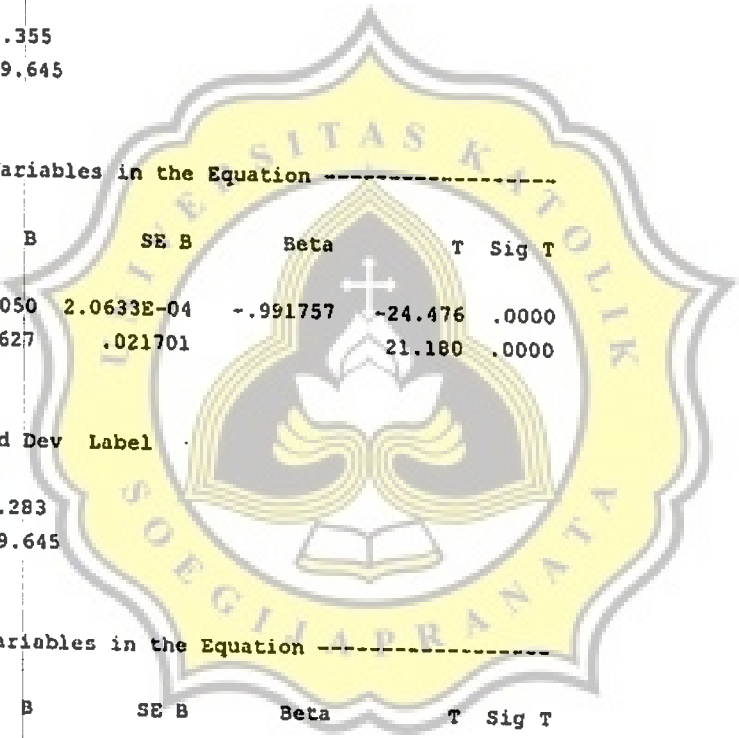 .355
9.645
ariables in the Equation -------------------
B SE B Beta T Sig T
050 2.0633E-04 -.991757 -24.476 .0000
627 .021701 21.180 .0000
d Dev Label
.283
9.645
ariables in the Equation -------------------
B SE B Beta T Sig T
UNIVERSITAS KATOLIK
SOEGIJAPRANATA